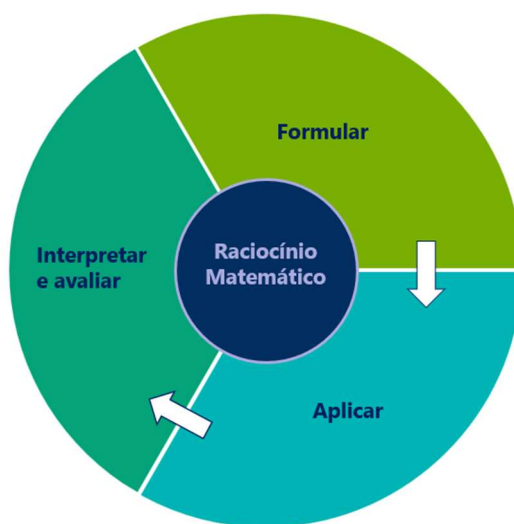 Formular
Raciocínio
Matemático
Interpretar
e avaliar
Aplicar